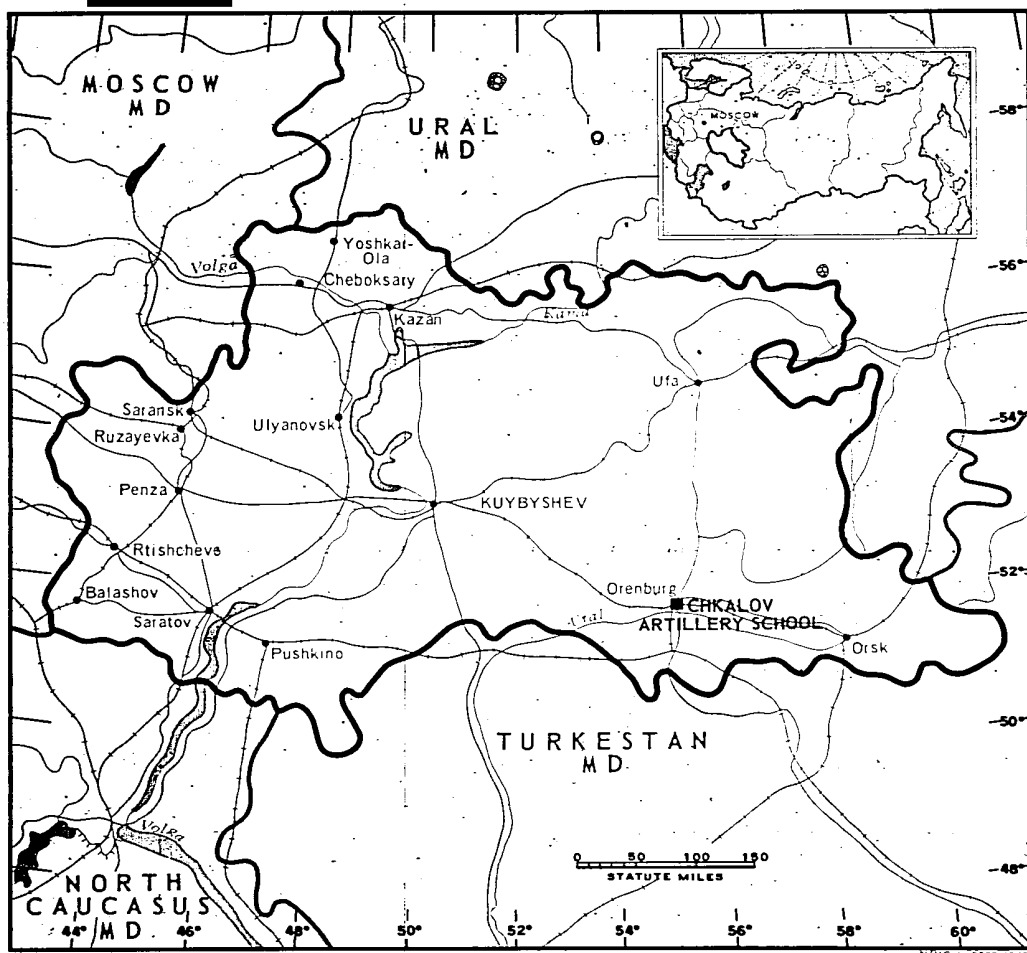 MOSCOW
MD
URAL
MD
MOSCOW
58°
Yoshkar-
Ola
Volga
Cheboksary
56°
Kazan
Kama
Ufa
Saransk
Ruzayevka
Ulyanovsk
54°
Penza
KUYBYSHEV
Rtishchevo
52°
Balashov
Orenburg
CHKALOV
ARTILLERY SCHOOL
Saratov
Ural
Pushkino
Orsk
50°
TURKESTAN
MD
Volga
0 50 100 150
STATUTE MILES
48°
NORTH
CAUCASUS
MD
44° 46° 50° 52° 54° 56° 58° 60°